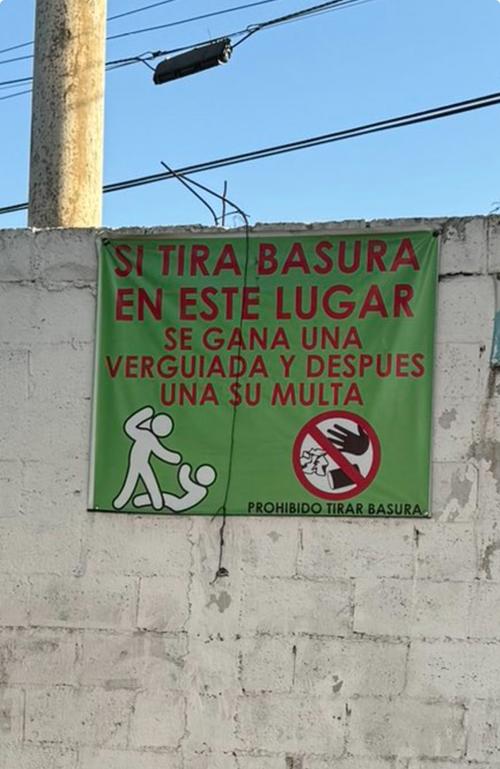 SI TIRA BASURA
EN ESTE LUGAR
SE GANA UNA
VERGUIADA Y DESPUES
UNA SU MULTA
PROHIBIDO TIRAR BASURA